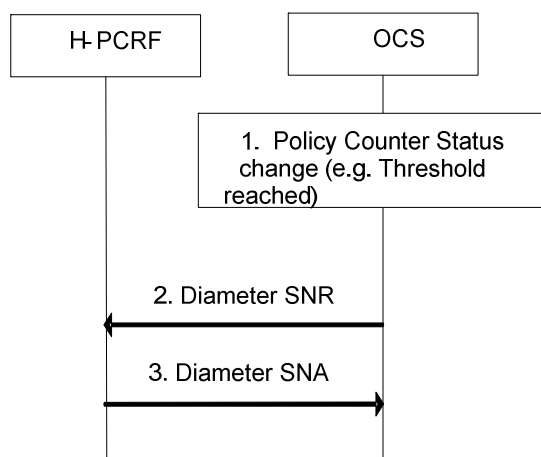 H-PCRF
OCS
1. Policy Counter Status
change (e.g. Threshold
reached)
2. Diameter SNR
3. Diameter SNA